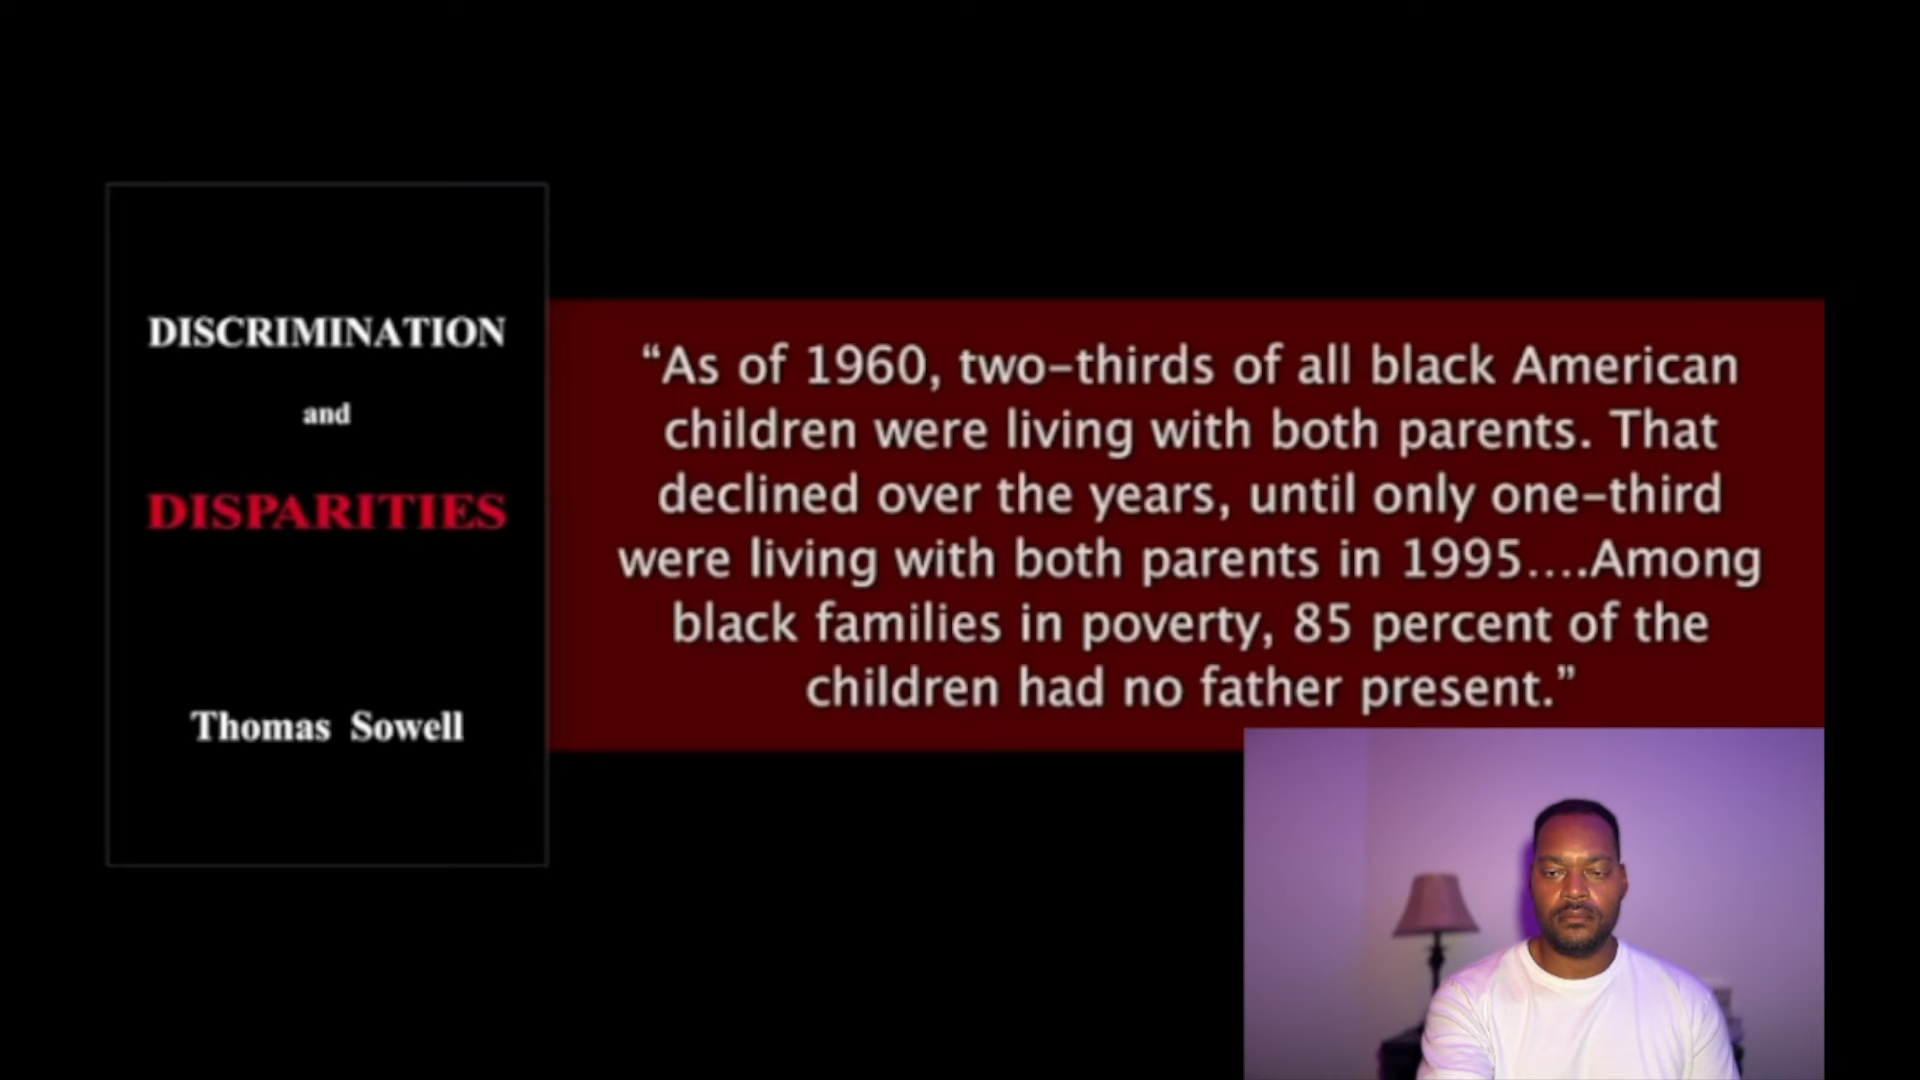 DISCRIMINATION
and
DISPARITIES
Thomas Sowell
“As of 1960, two-thirds of all black American
children were living with both parents. That
declined over the years, until only one-third
were living with both parents in 1995....Among
black families in poverty, 85 percent of the
children had no father present.”